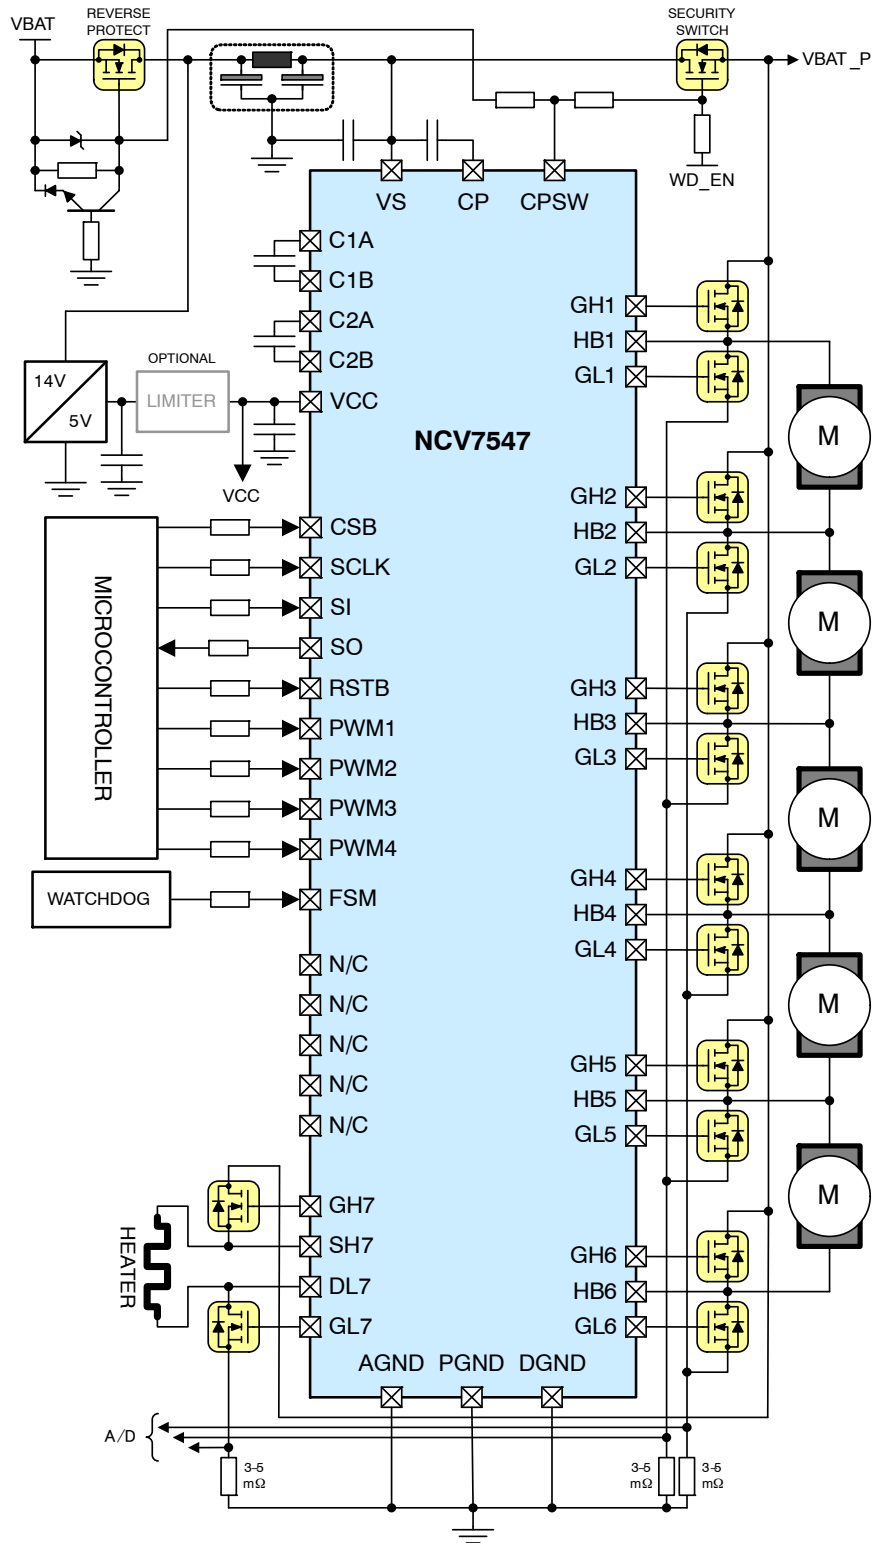 VBAT
REVERSE
PROTECT
SECURITY
SWITCH
VBAT_P
WD_EN
VS
CP
CPSW
C1A
C1B
C2A
C2B
VCC
14V
5V
OPTIONAL
LIMITER
VCC
NCV7547
MICROCONTROLLER
CSB
SCLK
SI
SO
RSTB
PWM1
PWM2
PWM3
PWM4
WATCHDOG
FSM
N/C
N/C
N/C
N/C
N/C
HEATER
GH7
SH7
DL7
GL7
GH1
HB1
GL1
GH2
HB2
GL2
GH3
HB3
GL3
GH4
HB4
GL4
GH5
HB5
GL5
GH6
HB6
GL6
M
M
M
M
M
AGND
PGND
DGND
A/D
3-5
mΩ
3-5
mΩ
3-5
mΩ